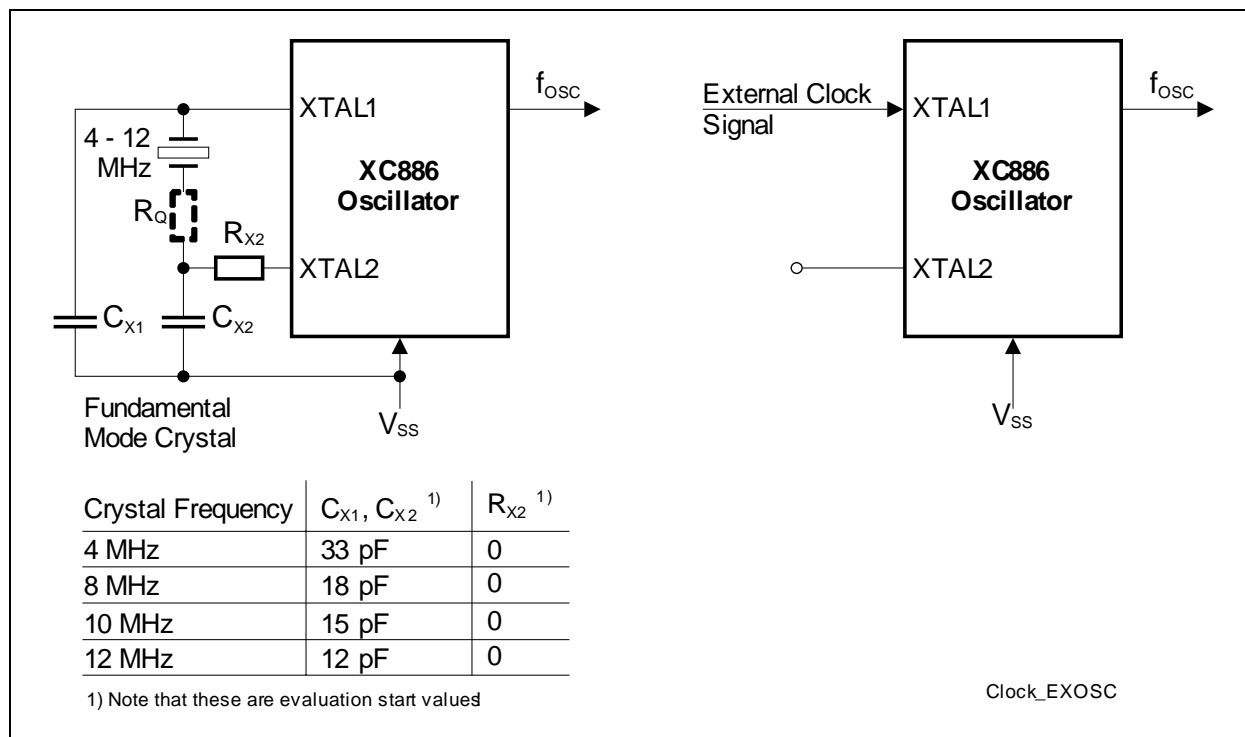 XTAL1
f_OSC
4 - 12
MHz
XC886
Oscillator
R_Q
R_X2
XTAL2
C_X1
C_X2
V_SS
Fundamental
Mode Crystal
External Clock
Signal
XTAL1
f_OSC
XC886
Oscillator
XTAL2
V_SS
Crystal Frequency C_X1, C_X2 1) R_X2 1)
4 MHz 33 pF 0
8 MHz 18 pF 0
10 MHz 15 pF 0
12 MHz 12 pF 0
1) Note that these are evaluation start values!
Clock_EXOSC